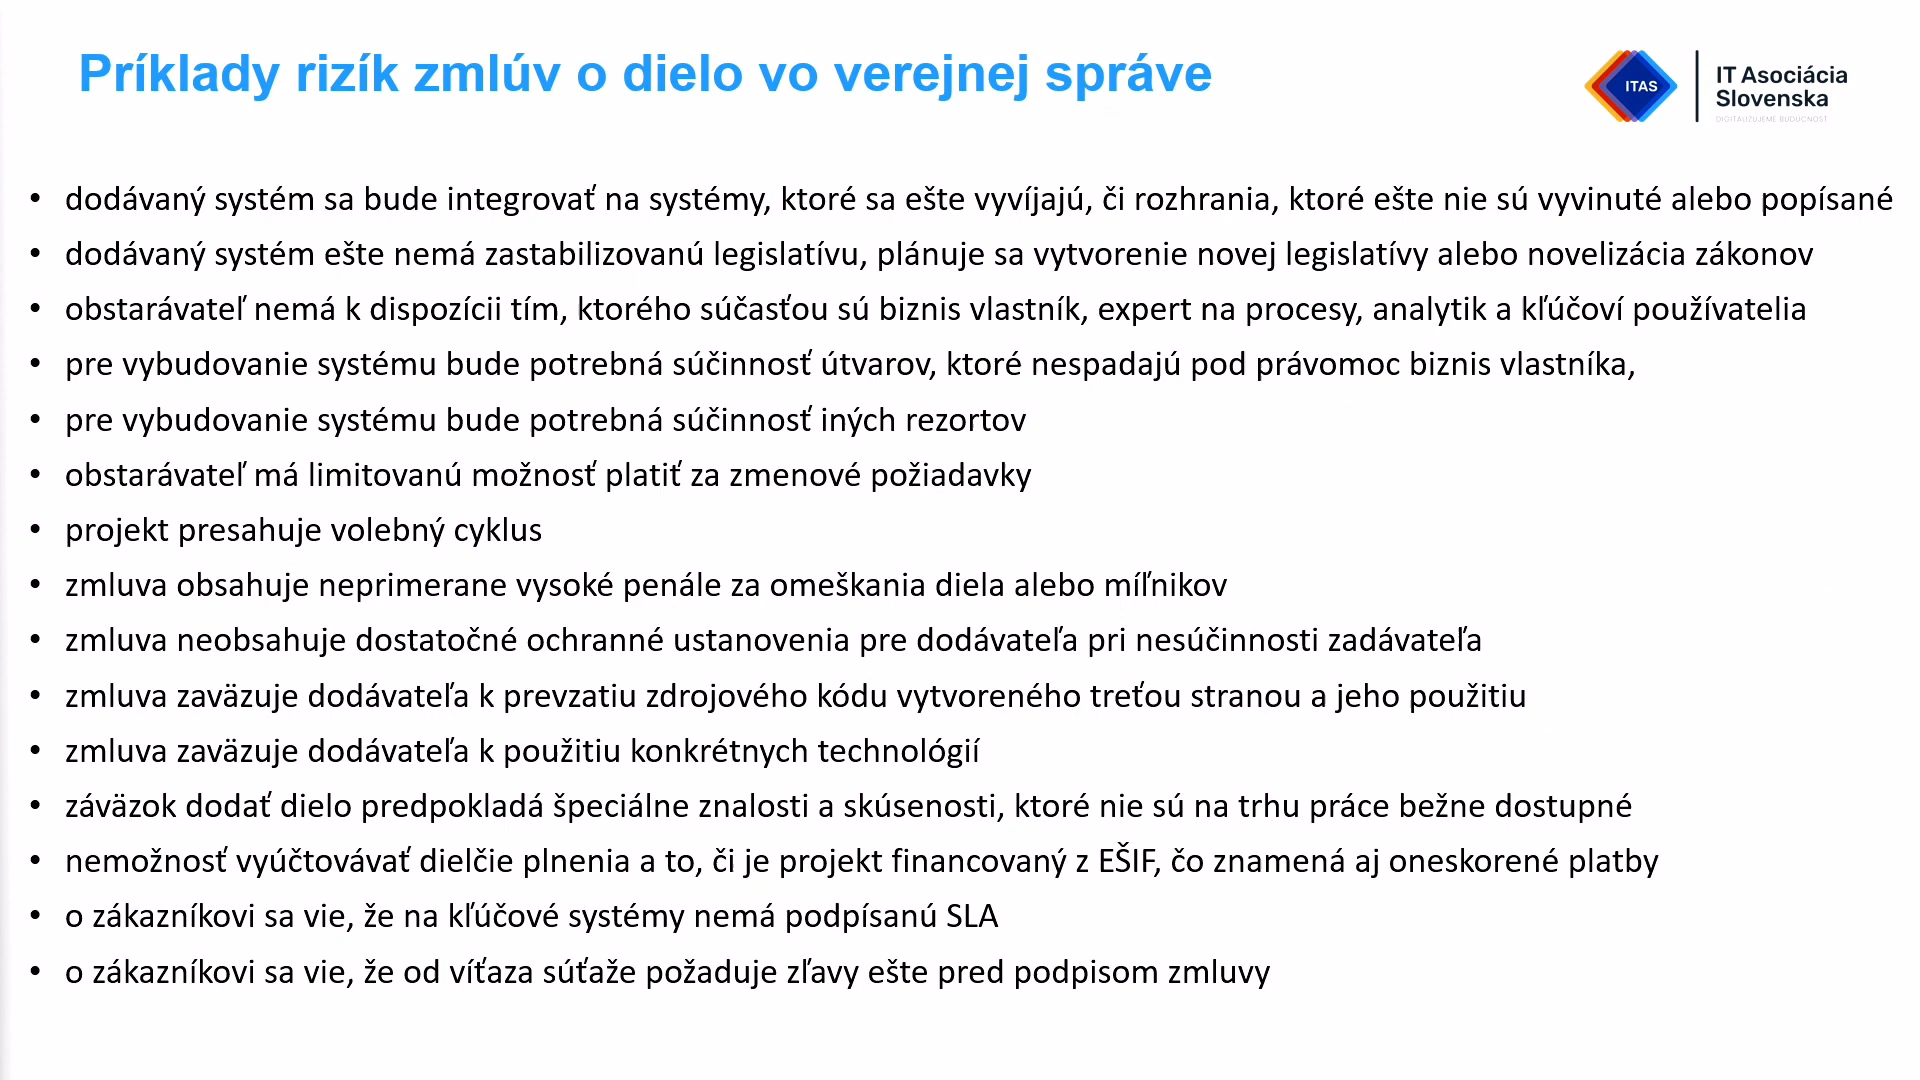 Príklady rizík zmlúv o dielo vo verejnej správe
ITAS
IT Asociácia
Slovenska
DIGITALIZUJEME BUDÚCNOSŤ
• dodávaný systém sa bude integrovať na systémy, ktoré sa ešte vyvíjajú, či rozhrania, ktoré ešte nie sú vyvinuté alebo popísané
• dodávaný systém ešte nemá zastabilizovanú legislatívu, plánuje sa vytvorenie novej legislatívy alebo novelizácia zákonov
• obstarávateľ nemá k dispozícii tím, ktorého súčasťou sú biznis vlastník, expert na procesy, analytik a kľúčoví používatelia
• pre vybudovanie systému bude potrebná súčinnosť útvarov, ktoré nespadajú pod právomoc biznis vlastníka,
• pre vybudovanie systému bude potrebná súčinnosť iných rezortov
• obstarávateľ má limitovanú možnosť platiť za zmenové požiadavky
• projekt presahuje volebný cyklus
• zmluva obsahuje neprimerane vysoké penále za omeškania diela alebo míľnikov
• zmluva neobsahuje dostatočné ochranné ustanovenia pre dodávateľa pri nesúčinnosti zadávateľa
• zmluva zaväzuje dodávateľa k prevzatiu zdrojového kódu vytvoreného treťou stranou a jeho použitiu
• zmluva zaväzuje dodávateľa k použitiu konkrétnych technológií
• záväzok dodať dielo predpokladá špeciálne znalosti a skúsenosti, ktoré nie sú na trhu práce bežne dostupné
• nemožnosť vyúčtovávať dielčie plnenia a to, či je projekt financovaný z EŠIF, čo znamená aj oneskorené platby
• o zákazníkovi sa vie, že na kľúčové systémy nemá podpísanú SLA
• o zákazníkovi sa vie, že od víťaza súťaže požaduje zľavy ešte pred podpisom zmluvy